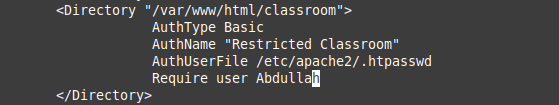 <Directory "/var/www/html/classroom">
AuthType Basic
AuthName "Restricted Classroom"
AuthUserFile /etc/apache2/.htpasswd
Require user Abdullah
</Directory>